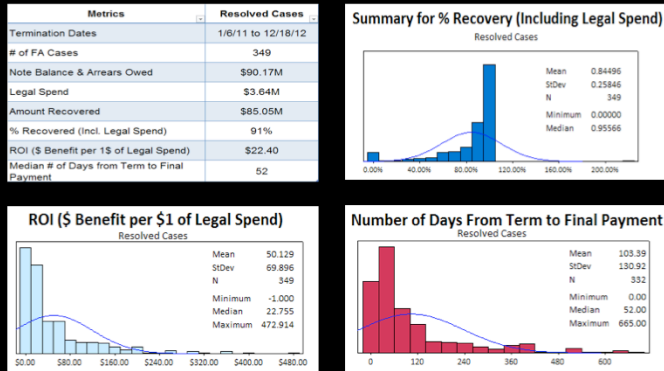 Metrics Resolved Cases
Termination Dates 1/6/11 to 12/18/12
# of FA Cases 349
Note Balance & Arrears Owed $90.17M
Legal Spend $3.64M
Amount Recovered $85.05M
% Recovered (Incl. Legal Spend) 91%
ROI ($ Benefit per 1$ of Legal Spend) $22.40
Median # of Days from Term to Final
Payment 52
Summary for % Recovery (Including Legal Spend)
Resolved Cases
Mean 0.84496
StDev 0.25846
N 349
Minimum 0.00000
Median 0.95566
0.00% 40.00% 80.00% 120.00% 160.00% 200.00%
ROI ($ Benefit per $1 of Legal Spend)
Resolved Cases
Mean 50.129
StDev 69.896
N 349
Minimum -1.000
Median 22.755
Maximum 472.914
$0.00 $80.00 $160.00 $240.00 $320.00 $400.00 $480.00
Number of Days From Term to Final Payment
Resolved Cases
Mean 103.39
StDev 130.92
N 332
Minimum 0.00
Median 52.00
Maximum 665.00
0 120 240 360 480 600